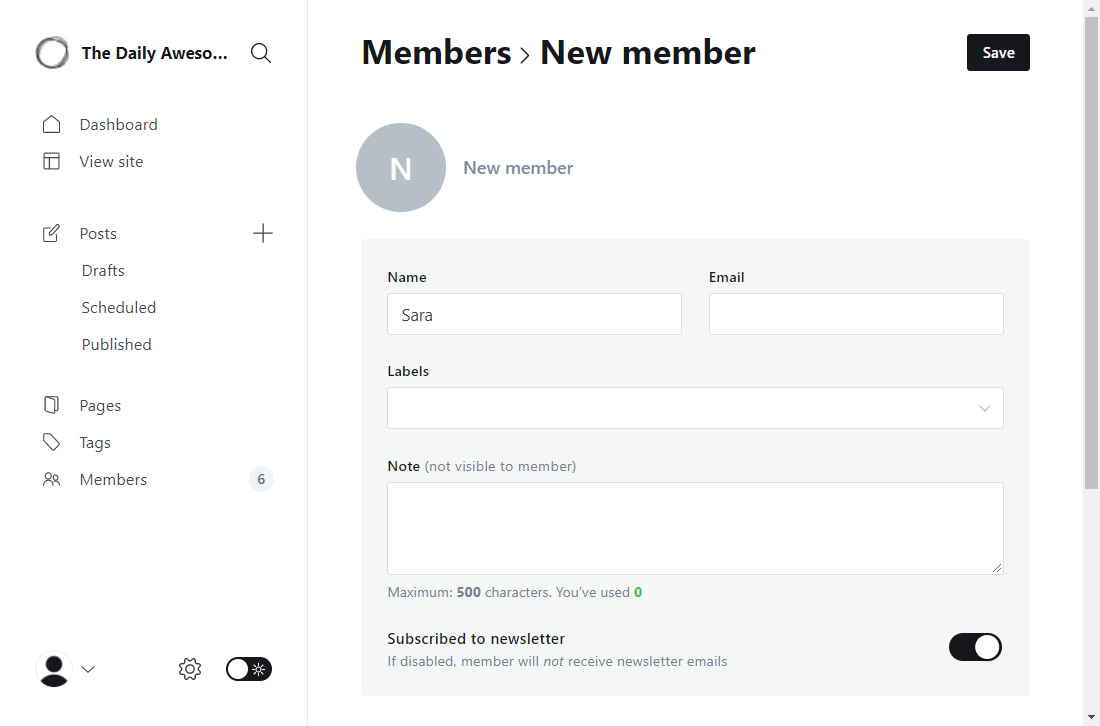 The Daily Aweso...
Dashboard
View site
Posts
Drafts
Scheduled
Published
Pages
Tags
Members
6
Members › New member
Save
N
New member
Name
Email
Sara
Labels
Note (not visible to member)
Maximum: 500 characters. You’ve used 0
Subscribed to newsletter
If disabled, member will not receive newsletter emails